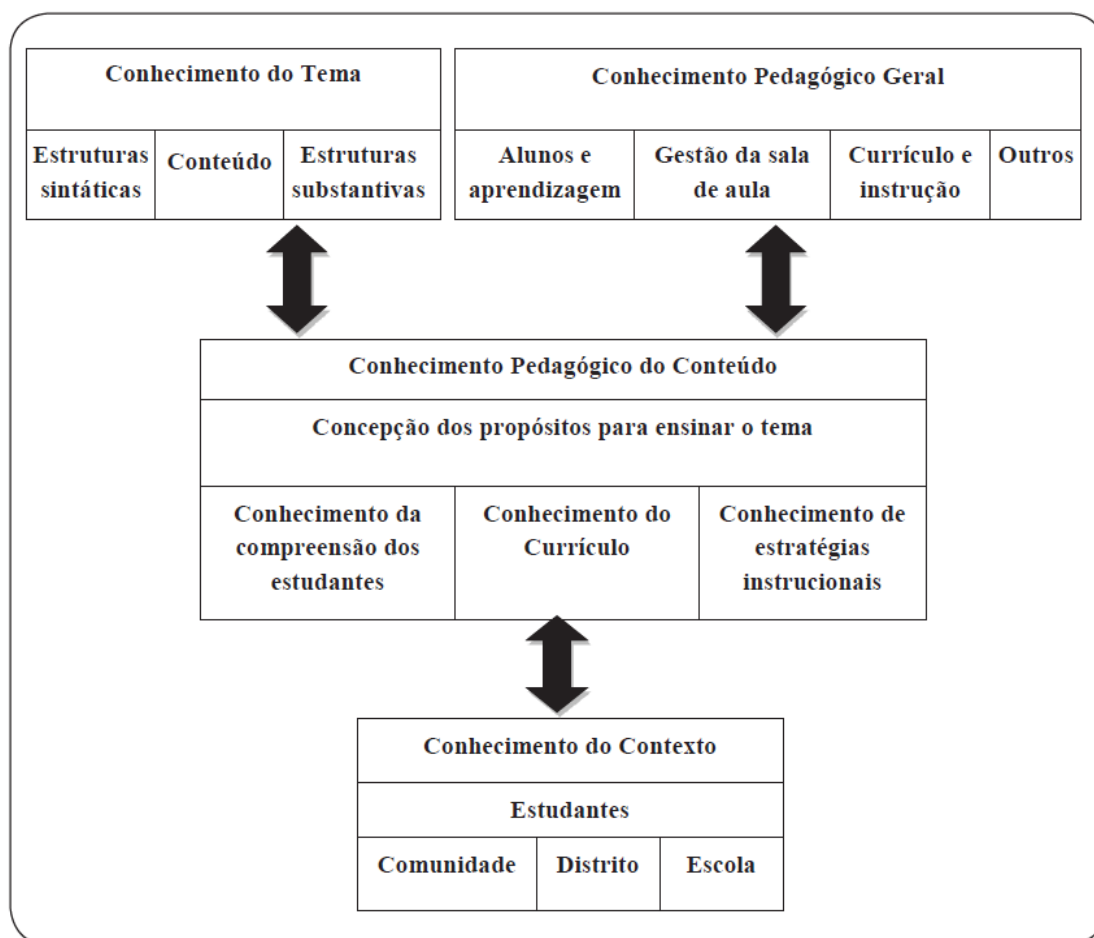 Conhecimento do Tema
Estruturas
sintáticas
Conteúdo
Estruturas
substantivas
Conhecimento Pedagógico Geral
Alunos e
aprendizagem
Gestão da sala
de aula
Currículo e
instrução
Outros
Conhecimento Pedagógico do Conteúdo
Concepção dos propósitos para ensinar o tema
Conhecimento da
compreensão dos
estudantes
Conhecimento do
Currículo
Conhecimento de
estratégias
instrucionais
Conhecimento do Contexto
Estudantes
Comunidade
Distrito
Escola